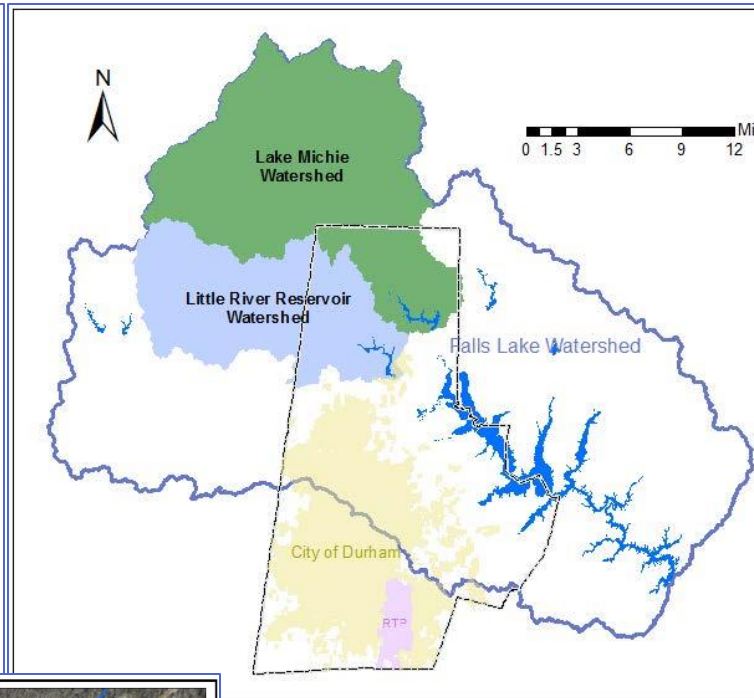 N
Lake Michie
Watershed
Mi
0 1.5 3 6 9 12
Little River Reservoir
Watershed
Falls Lake Watershed
City of Durham
RTP